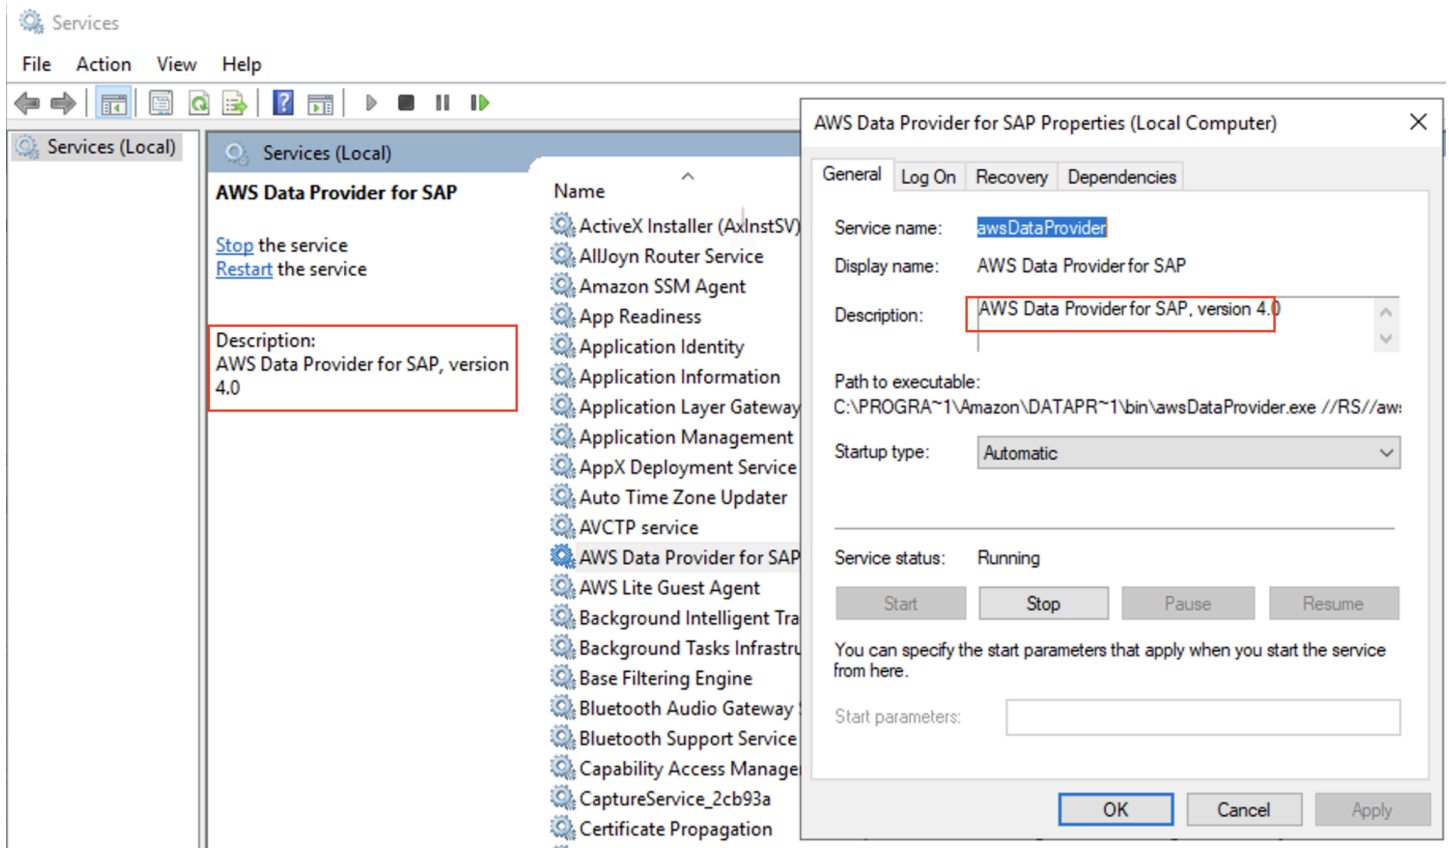 Services
File Action View Help
Services (Local)
Services (Local)
AWS Data Provider for SAP
Stop the service
Restart the service
Description:
AWS Data Provider for SAP, version
4.0
Name
ActiveX Installer (AxInstSV)
AllJoyn Router Service
Amazon SSM Agent
App Readiness
Application Identity
Application Information
Application Layer Gateway
Application Management
AppX Deployment Service
Auto Time Zone Updater
AVCTP service
AWS Data Provider for SAP
AWS Lite Guest Agent
Background Intelligent Tra
Background Tasks Infrastru
Base Filtering Engine
Bluetooth Audio Gateway
Bluetooth Support Service
Capability Access Manage
CaptureService_2cb93a
Certificate Propagation
AWS Data Provider for SAP Properties (Local Computer)
General Log On Recovery Dependencies
Service name: awsDataProvider
Display name: AWS Data Provider for SAP
Description: AWS Data Provider for SAP, version 4.0
Path to executable:
C:\PROGRA~1\Amazon\DATAPR~1\bin\awsDataProvider.exe //RS//aws
Startup type: Automatic
Service status: Running
Start Stop Pause Resume
You can specify the start parameters that apply when you start the service
from here.
Start parameters:
OK Cancel Apply